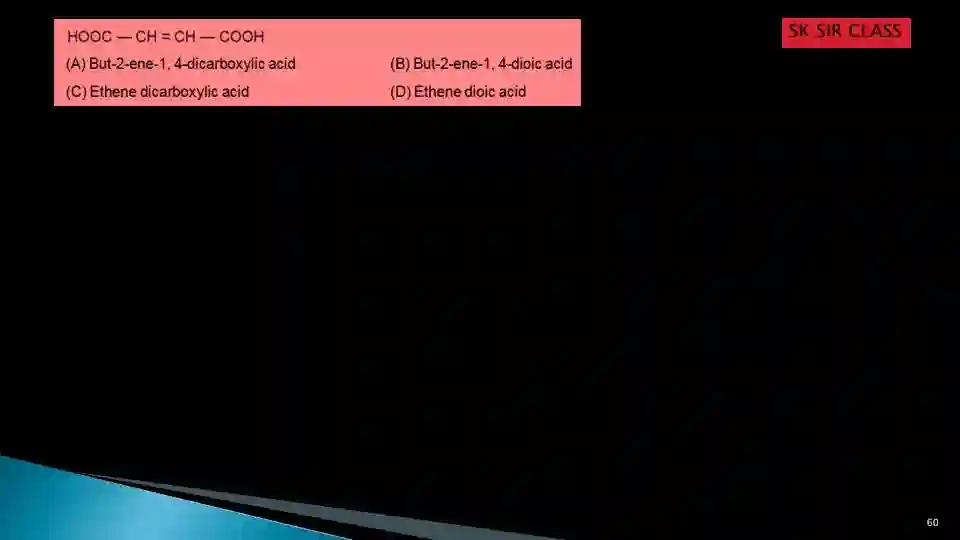 HOOC — CH = CH — COOH
SK SIR CLASS
(A) But-2-ene-1, 4-dicarboxylic acid (B) But-2-ene-1, 4-dioic acid
(C) Ethene dicarboxylic acid (D) Ethene dioic acid
60